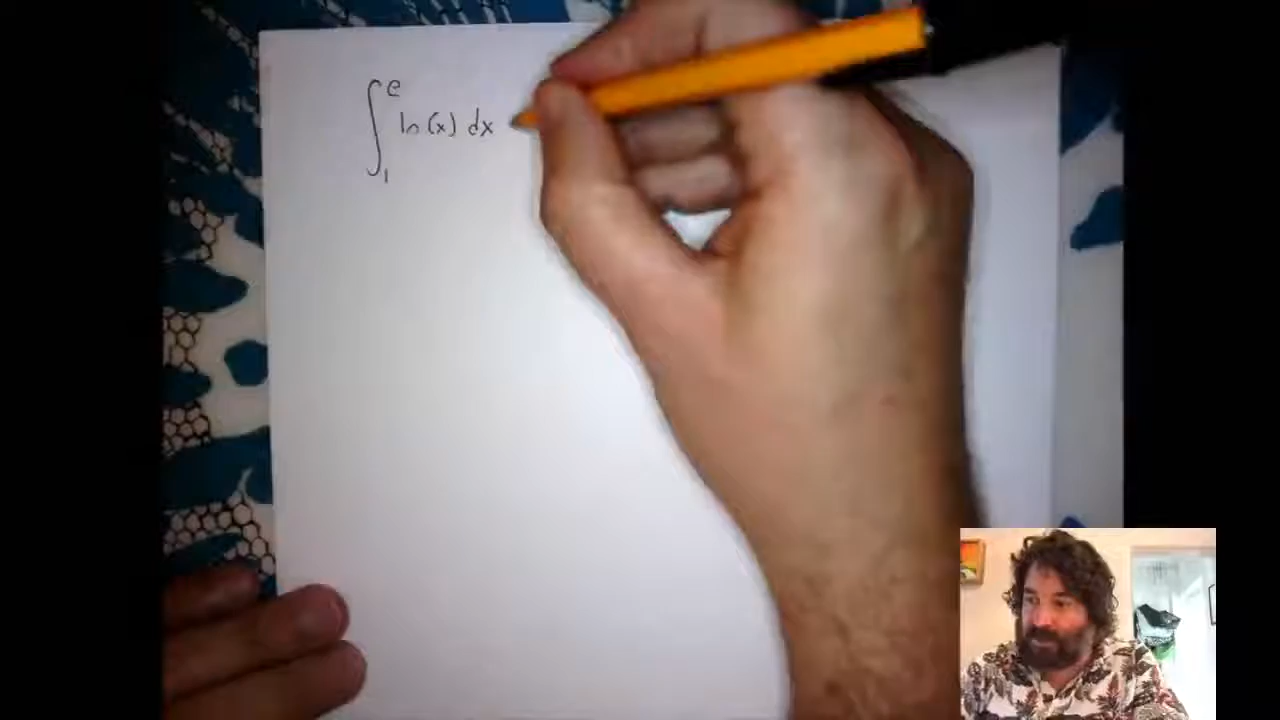 ∫₁ᵉ ln(x) dx